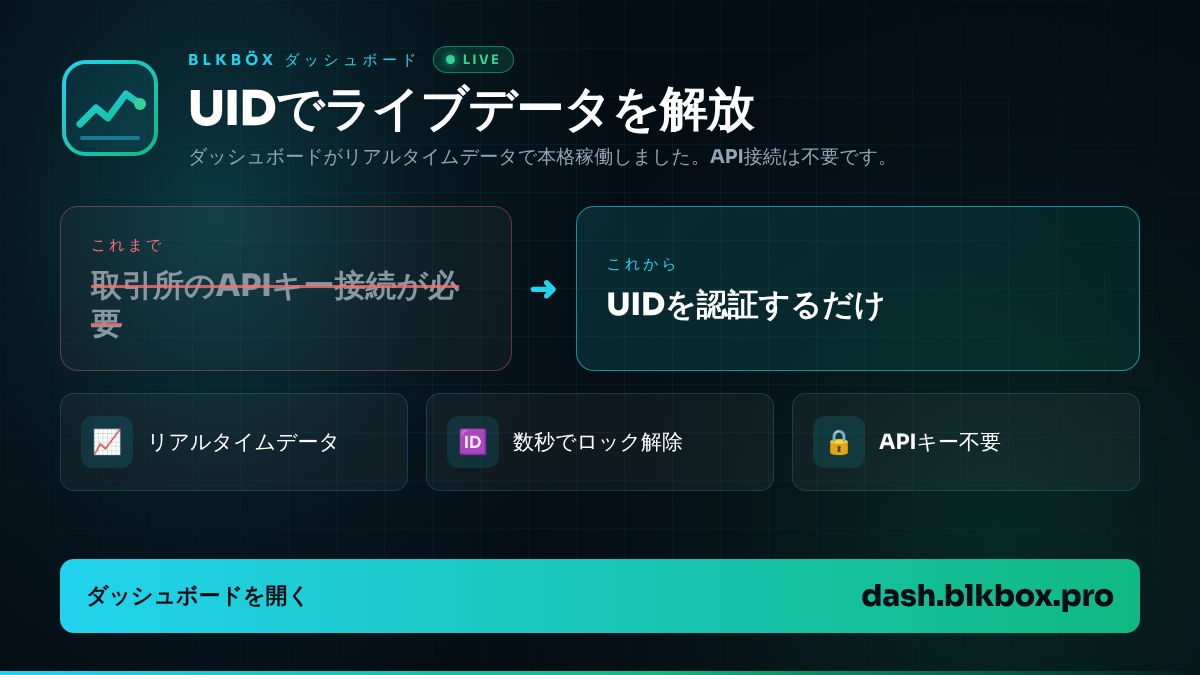 BLKBÖX ダッシュボード
LIVE
UIDでライブデータを解放
ダッシュボードがリアルタイムデータで本格稼働しました。API接続は不要です。
これまで
取引所のAPIキー接続が必
要
これから
UIDを認証するだけ
リアルタイムデータ
ID
数秒でロック解除
APIキー不要
ダッシュボードを開く
dash.blkbox.pro